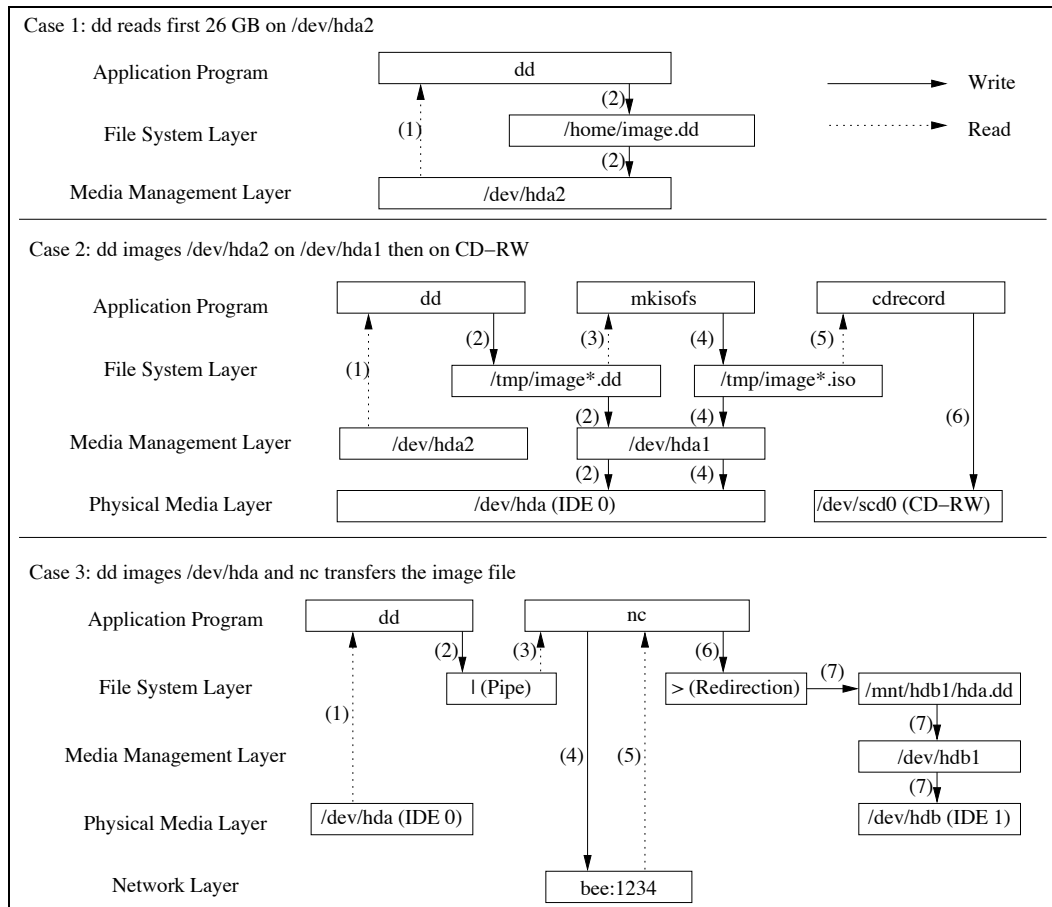 Case 1: dd reads first 26 GB on /dev/hda2
Application Program
dd
Write
(2)
(1)
File System Layer
/home/image.dd
Read
(2)
Media Management Layer
/dev/hda2
Case 2: dd images /dev/hda2 on /dev/hda1 then on CD−RW
Application Program
dd
mkisofs
cdrecord
(2)
(3)
(4)
(5)
File System Layer
(1)
/tmp/image*.dd
/tmp/image*.iso
(2)
(4)
(6)
Media Management Layer
/dev/hda2
/dev/hda1
(2)
(4)
Physical Media Layer
/dev/hda (IDE 0)
/dev/scd0 (CD−RW)
Case 3: dd images /dev/hda and nc transfers the image file
Application Program
dd
nc
(2)
(3)
(6)
File System Layer
| (Pipe)
> (Redirection)
(7)
/mnt/hdb1/hda.dd
(1)
(7)
Media Management Layer
(4)
(5)
/dev/hdb1
(7)
Physical Media Layer
/dev/hda (IDE 0)
/dev/hdb (IDE 1)
Network Layer
bee:1234